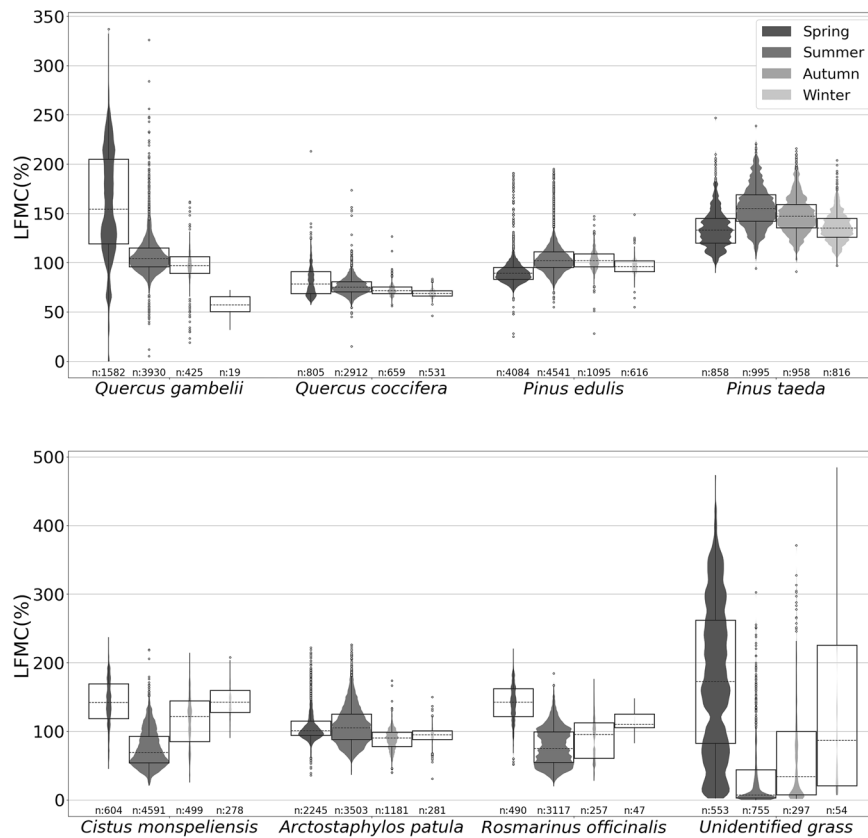 350
300
250
200
150
100
50
0
LFMC(%)
Spring
Summer
Autumn
Winter
n:1582 n:3930 n:425 n:19 n:805 n:2912 n:659 n:531 n:4084 n:4541 n:1095 n:616 n:858 n:995 n:958 n:816
Quercus gambelii Quercus coccifera Pinus edulis Pinus taeda
500
400
300
200
100
0
LFMC(%)
n:604 n:4591 n:499 n:278 n:2245 n:3503 n:1181 n:281 n:490 n:3117 n:257 n:47 n:553 n:755 n:297 n:54
Cistus monspeliensis Arctostaphylos patula Rosmarinus officinalis Unidentified grass